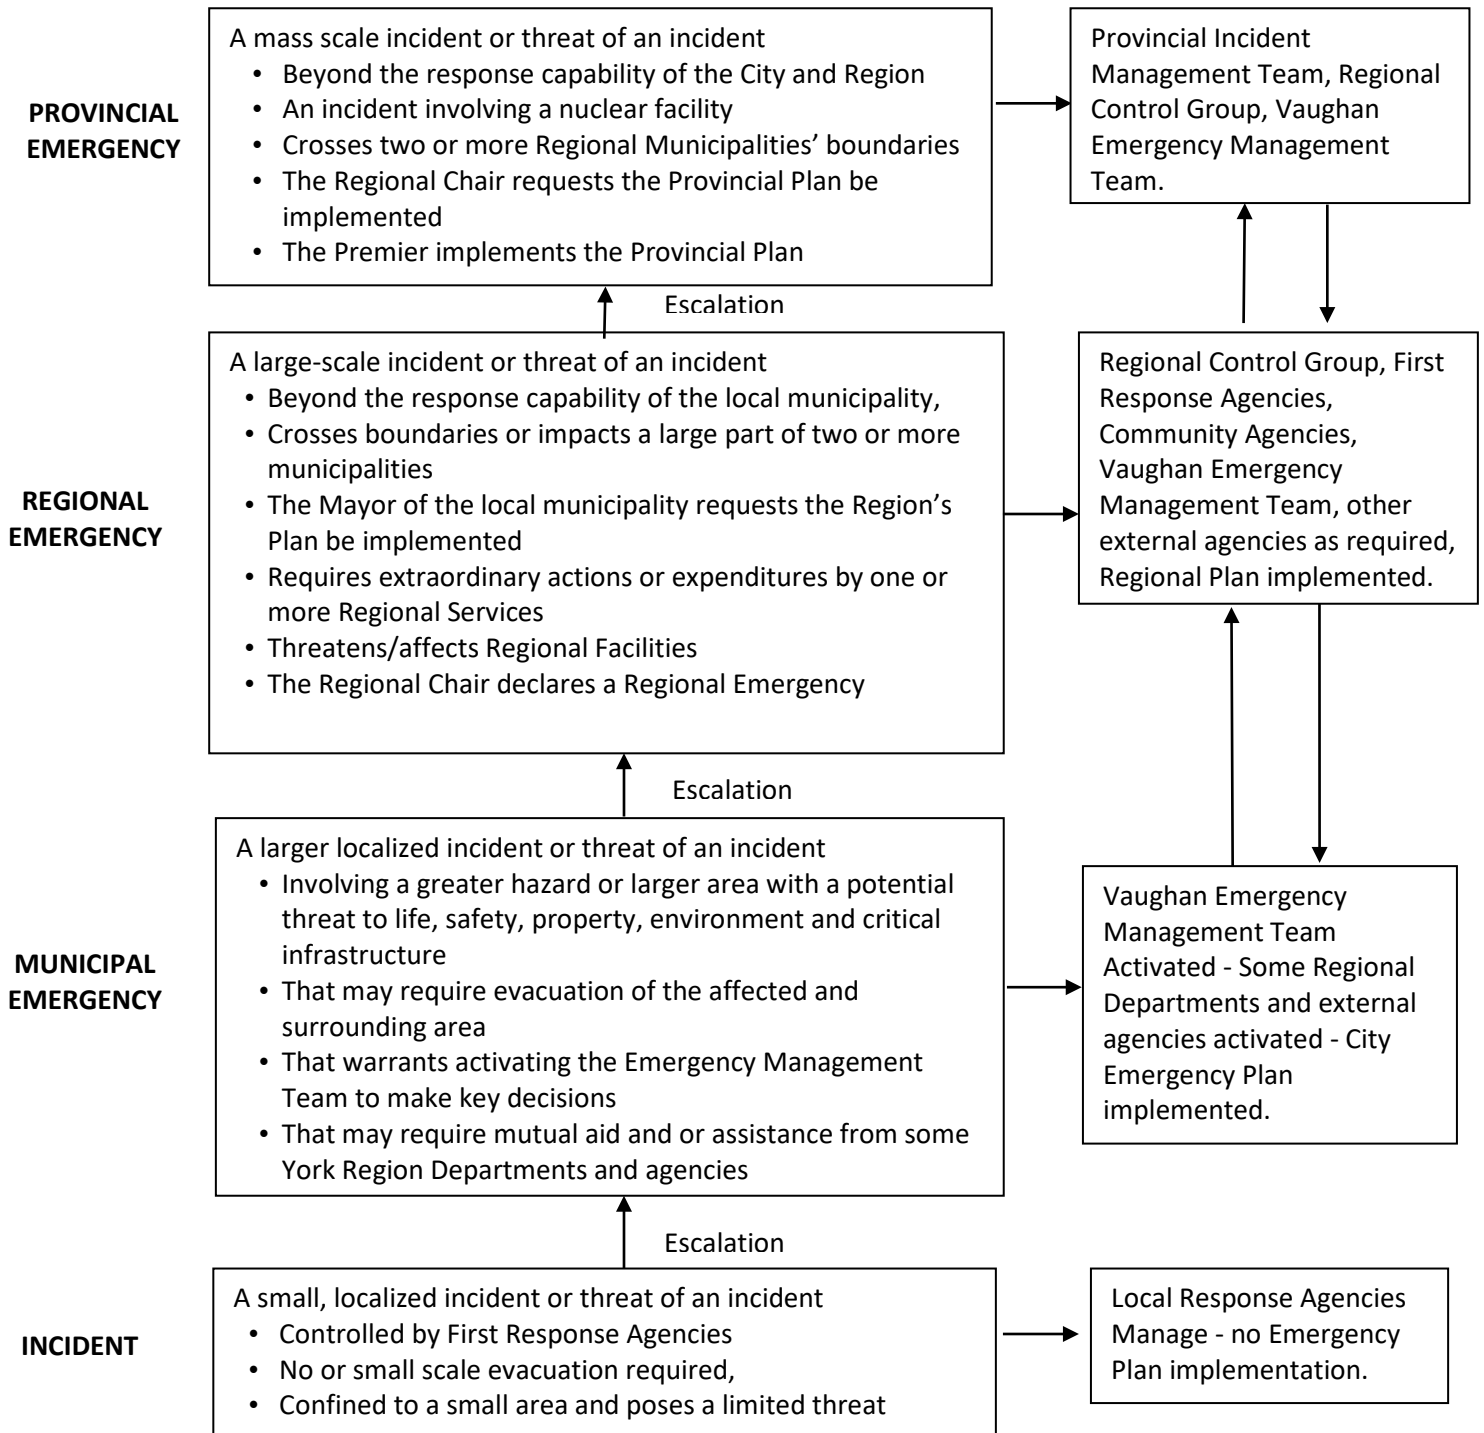 PROVINCIAL
EMERGENCY
A mass scale incident or threat of an incident
• Beyond the response capability of the City and Region
• An incident involving a nuclear facility
• Crosses two or more Regional Municipalities’ boundaries
• The Regional Chair requests the Provincial Plan be
implemented
• The Premier implements the Provincial Plan
Provincial Incident
Management Team, Regional
Control Group, Vaughan
Emergency Management
Team.
Escalation
REGIONAL
EMERGENCY
A large-scale incident or threat of an incident
• Beyond the response capability of the local municipality,
• Crosses boundaries or impacts a large part of two or more
municipalities
• The Mayor of the local municipality requests the Region’s
Plan be implemented
• Requires extraordinary actions or expenditures by one or
more Regional Services
• Threatens/affects Regional Facilities
• The Regional Chair declares a Regional Emergency
Regional Control Group, First
Response Agencies,
Community Agencies,
Vaughan Emergency
Management Team, other
external agencies as required,
Regional Plan implemented.
Escalation
MUNICIPAL
EMERGENCY
A larger localized incident or threat of an incident
• Involving a greater hazard or larger area with a potential
threat to life, safety, property, environment and critical
infrastructure
• That may require evacuation of the affected and
surrounding area
• That warrants activating the Emergency Management
Team to make key decisions
• That may require mutual aid and or assistance from some
York Region Departments and agencies
Vaughan Emergency
Management Team
Activated - Some Regional
Departments and external
agencies activated - City
Emergency Plan
implemented.
Escalation
INCIDENT
A small, localized incident or threat of an incident
• Controlled by First Response Agencies
• No or small scale evacuation required,
• Confined to a small area and poses a limited threat
Local Response Agencies
Manage - no Emergency
Plan implementation.